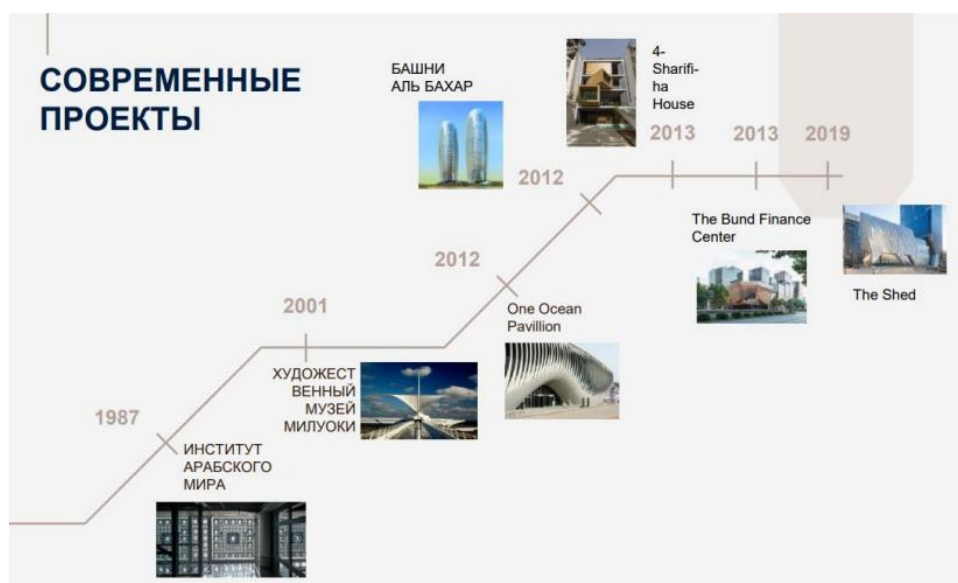 СОВРЕМЕННЫЕ
ПРОЕКТЫ
1987
ИНСТИТУТ
АРАБСКОГО
МИРА
2001
ХУДОЖЕСТ
ВЕННЫЙ
МУЗЕЙ
МИЛУОКИ
2012
One Ocean
Pavillion
2012
БАШНИ
АЛЬ БАХАР
2013
4-
Sharifi-
ha
House
2013
The Bund Finance
Center
2019
The Shed